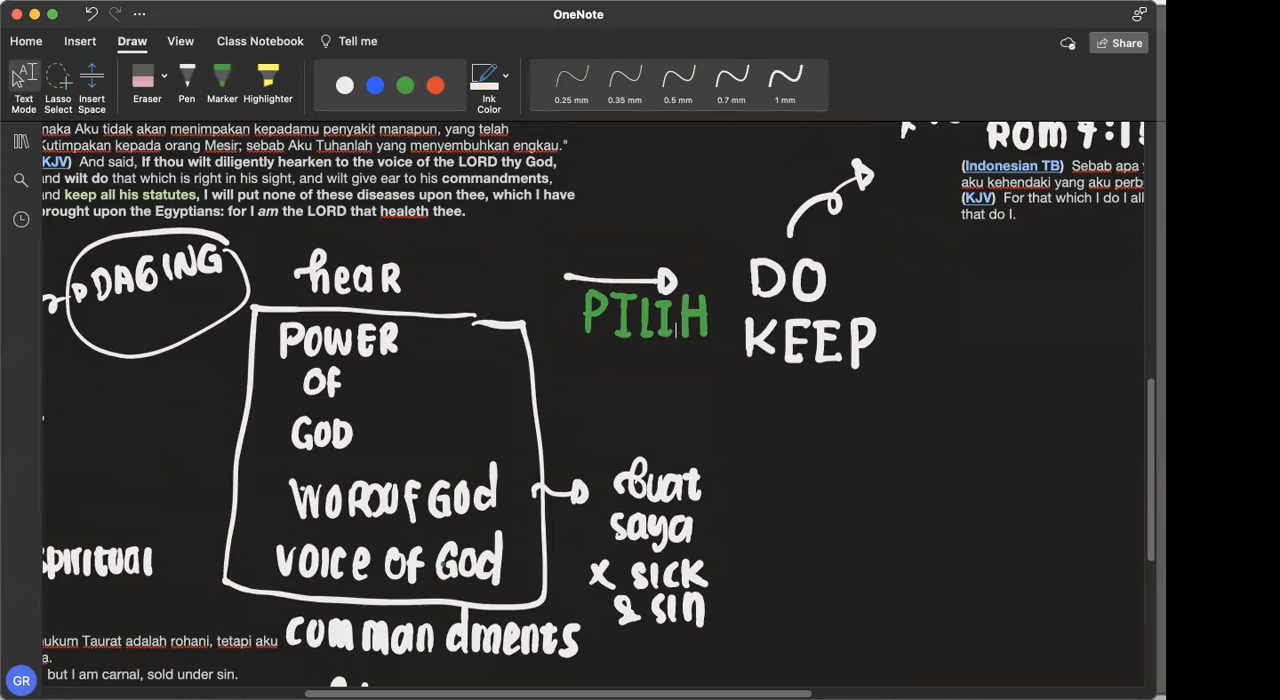 OneNote
Home Insert Draw View Class Notebook Tell me
Share
Text Mode
Lasso Select
Insert Space
Eraser
Pen
Marker
Highlighter
Ink Color
0.25 mm 0.35 mm 0.5 mm 0.7 mm 1 mm
naka Aku tidak akan menimpakan kepadamu penyakit manapun, yang telah
Kutimpakan kepada orang Mesir; sebab Aku Tuhanlah yang menyembuhkan engkau."
(KJV) And said, If thou wilt diligently hearken to the voice of the LORD thy God,
and wilt do that which is right in his sight, and wilt give ear to his commandments,
and keep all his statutes, I will put none of these diseases upon thee, which I have
brought upon the Egyptians: for I am the LORD that healeth thee.
(Indonesian TB) Sebab apa
aku kehendaki yang aku perb
(KJV) For that which I do I all
that do I.
DAGING
hear
PILIH
DO
KEEP
POWER
OF
GOD
WORD OF GOD
VOICE OF GOD
buat
saya
x SICK
& SIN
spiritual
commandments
ukum Taurat adalah rohani, tetapi aku
a.
but I am carnal, sold under sin.
GR